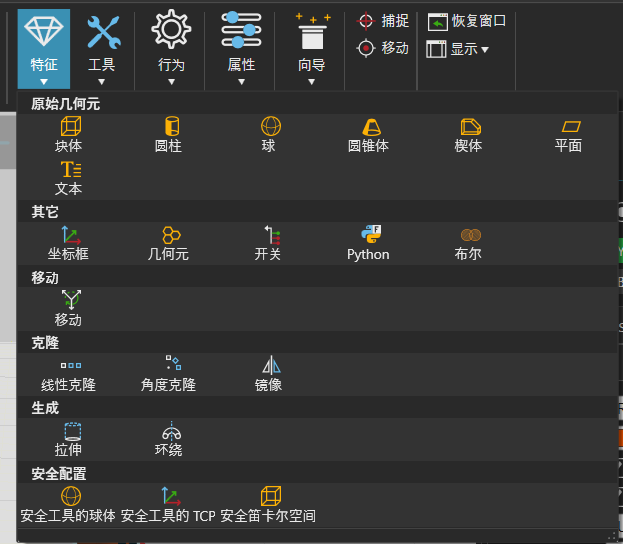 特征 工具 行为 属性 向导 捕捉 恢复窗口
移动 显示
原始几何元
块体 圆柱 球 圆锥体 楔体 平面
文本
其它
坐标框 几何元 开关 Python 布尔
移动
移动
克隆
线性克隆 角度克隆 镜像
生成
拉伸 环绕
安全配置
安全工具的球体 安全工具的 TCP 安全笛卡尔空间